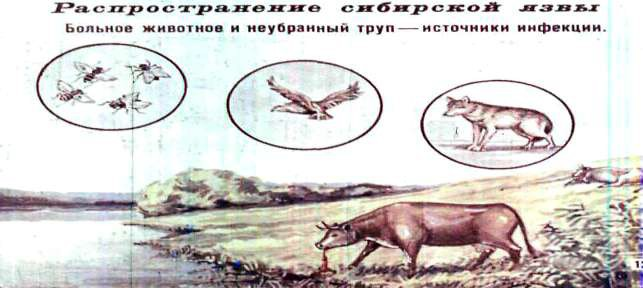 Распространение сибирской язвы
Больное животное и неубранный труп — источники инфекции.